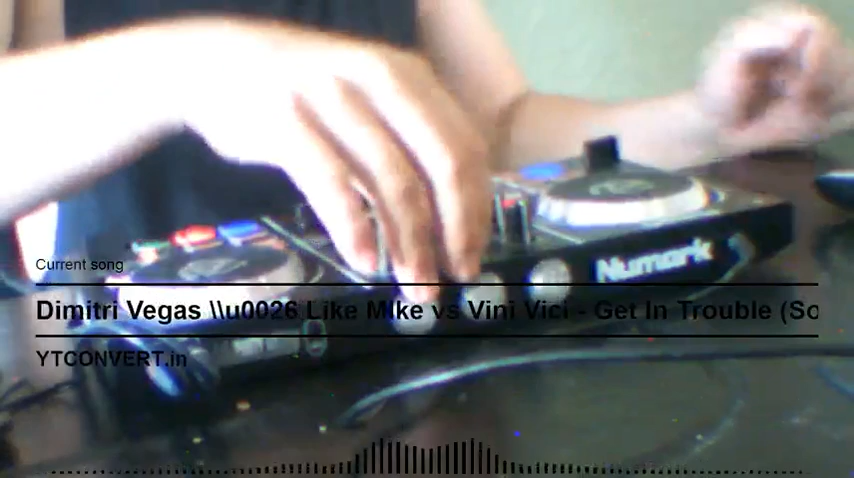 Numark
Current song
Dimitri Vegas \\u0026 Like Mike vs Vini Vici - Get In Trouble (So
YTCONVERT.in